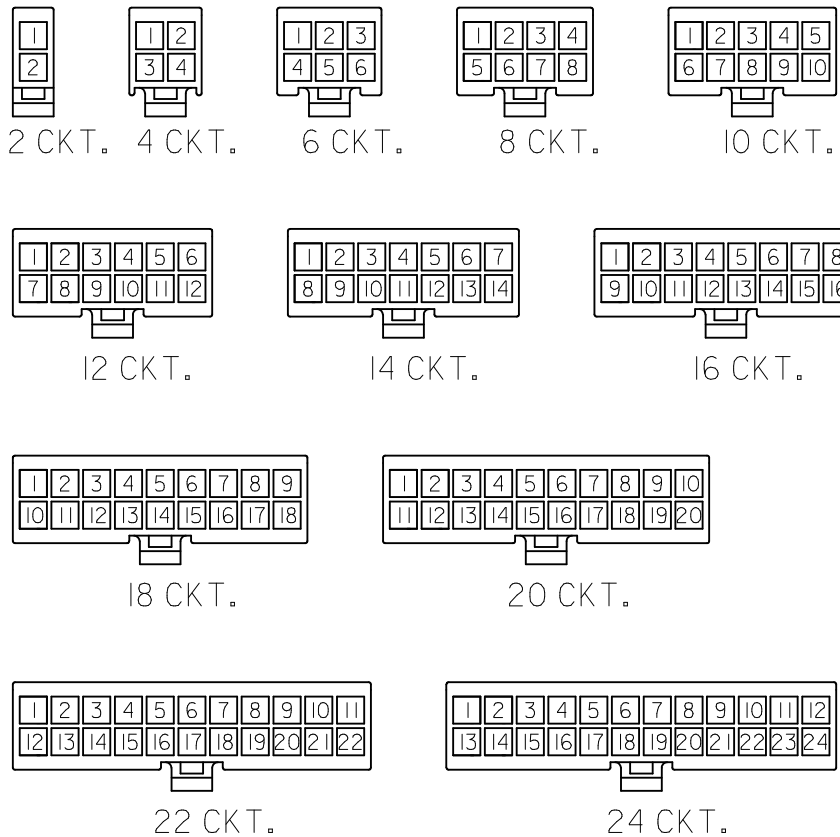 1
2
2 CKT.
1 2
3 4
4 CKT.
1 2 3
4 5 6
6 CKT.
1 2 3 4
5 6 7 8
8 CKT.
1 2 3 4 5
6 7 8 9 10
10 CKT.
1 2 3 4 5 6
7 8 9 10 11 12
12 CKT.
1 2 3 4 5 6 7
8 9 10 11 12 13 14
14 CKT.
1 2 3 4 5 6 7 8
9 10 11 12 13 14 15 16
16 CKT.
1 2 3 4 5 6 7 8 9
10 11 12 13 14 15 16 17 18
18 CKT.
1 2 3 4 5 6 7 8 9 10
11 12 13 14 15 16 17 18 19 20
20 CKT.
1 2 3 4 5 6 7 8 9 10 11
12 13 14 15 16 17 18 19 20 21 22
22 CKT.
1 2 3 4 5 6 7 8 9 10 11 12
13 14 15 16 17 18 19 20 21 22 23 24
24 CKT.